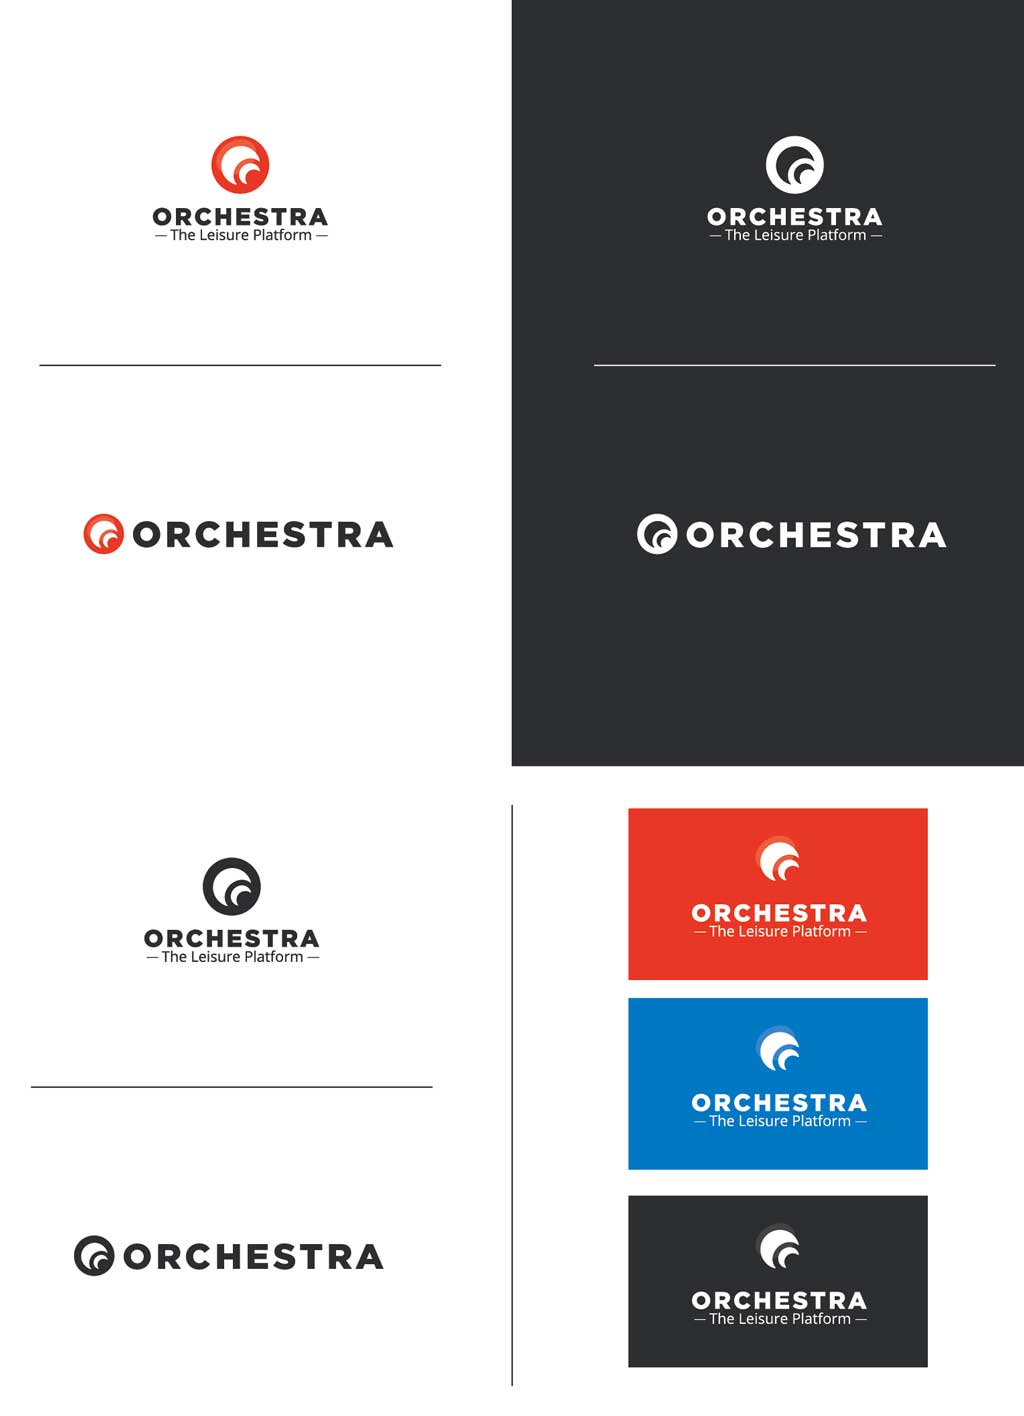 ORCHESTRA
— The Leisure Platform —
ORCHESTRA
— The Leisure Platform —
ORCHESTRA
ORCHESTRA
ORCHESTRA
— The Leisure Platform —
ORCHESTRA
ORCHESTRA
— The Leisure Platform —
ORCHESTRA
— The Leisure Platform —
ORCHESTRA
— The Leisure Platform —